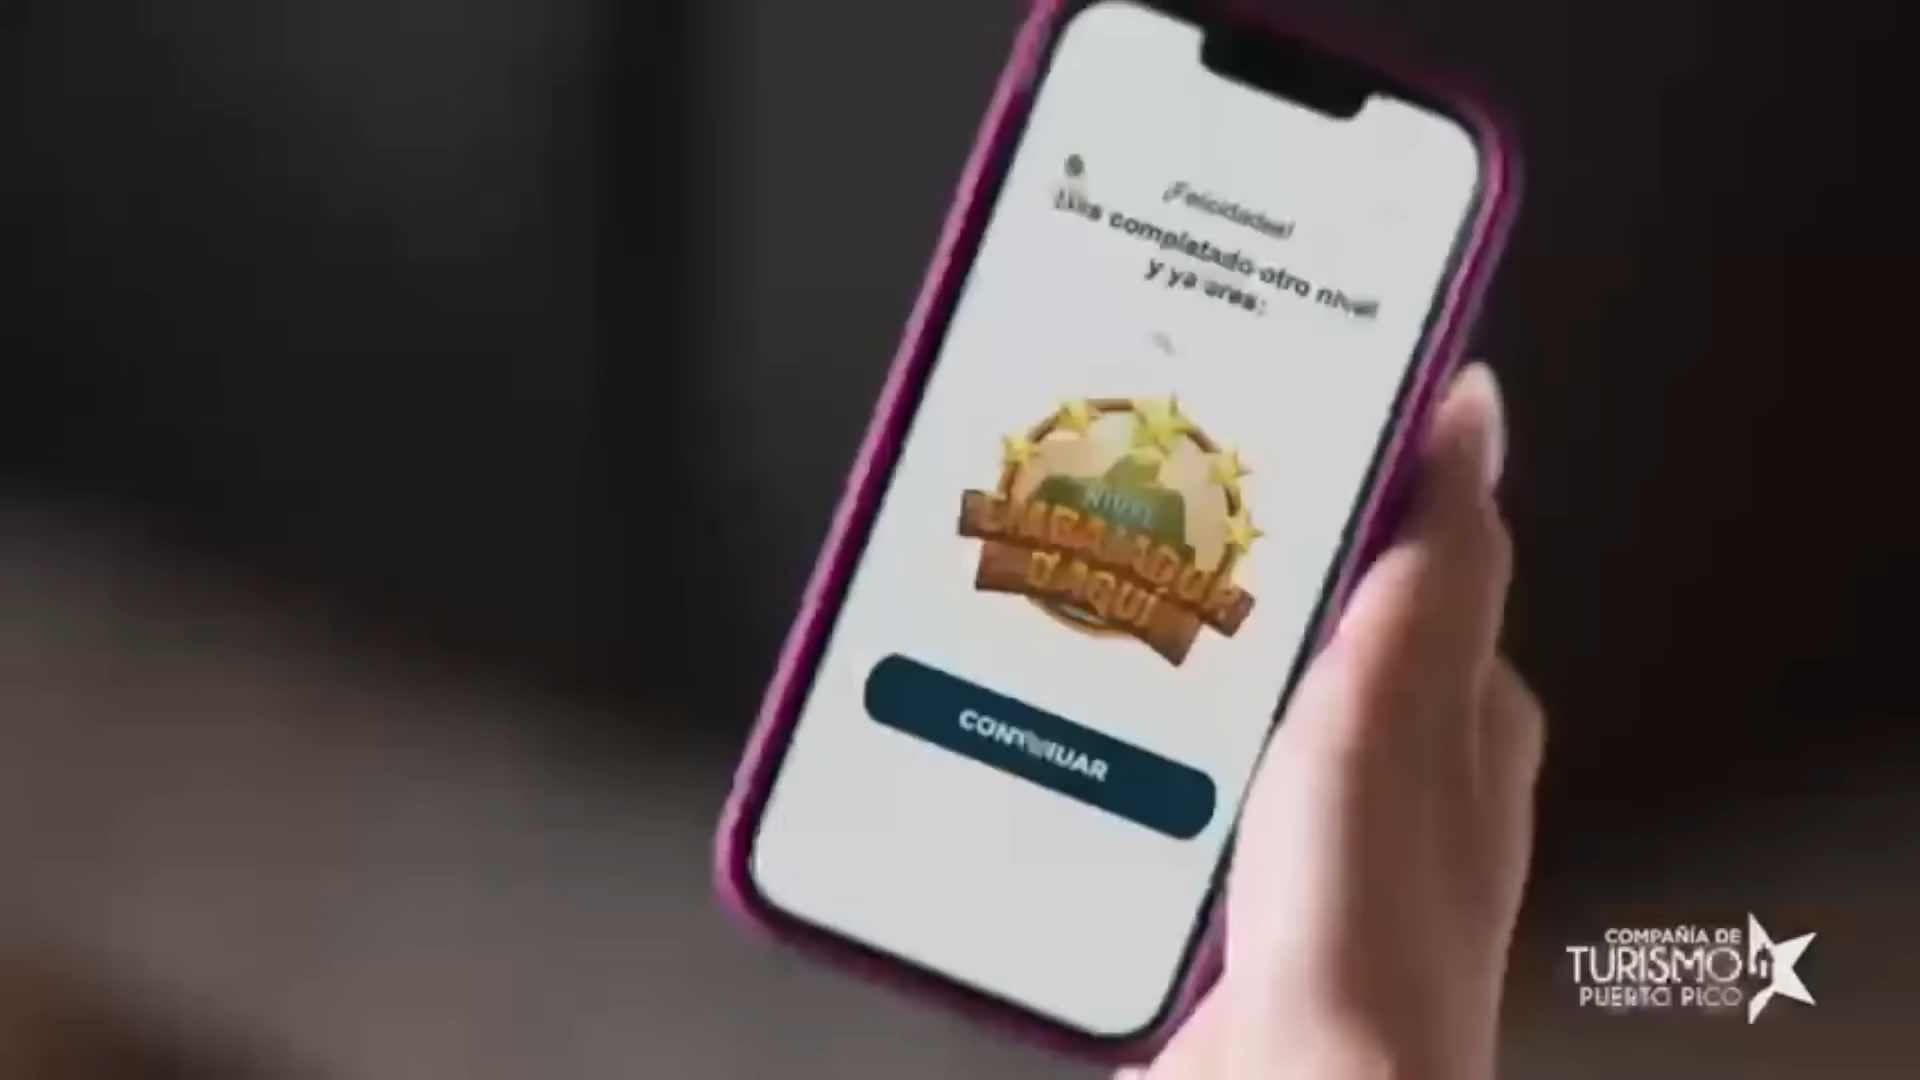 ¡Felicidades!
Has completado otro nivel
y ya eres:
NIVEL
EMBAJADOR
D'AQUÍ
CONTINUAR
COMPAÑÍA DE
TURISMO
PUERTO RICO